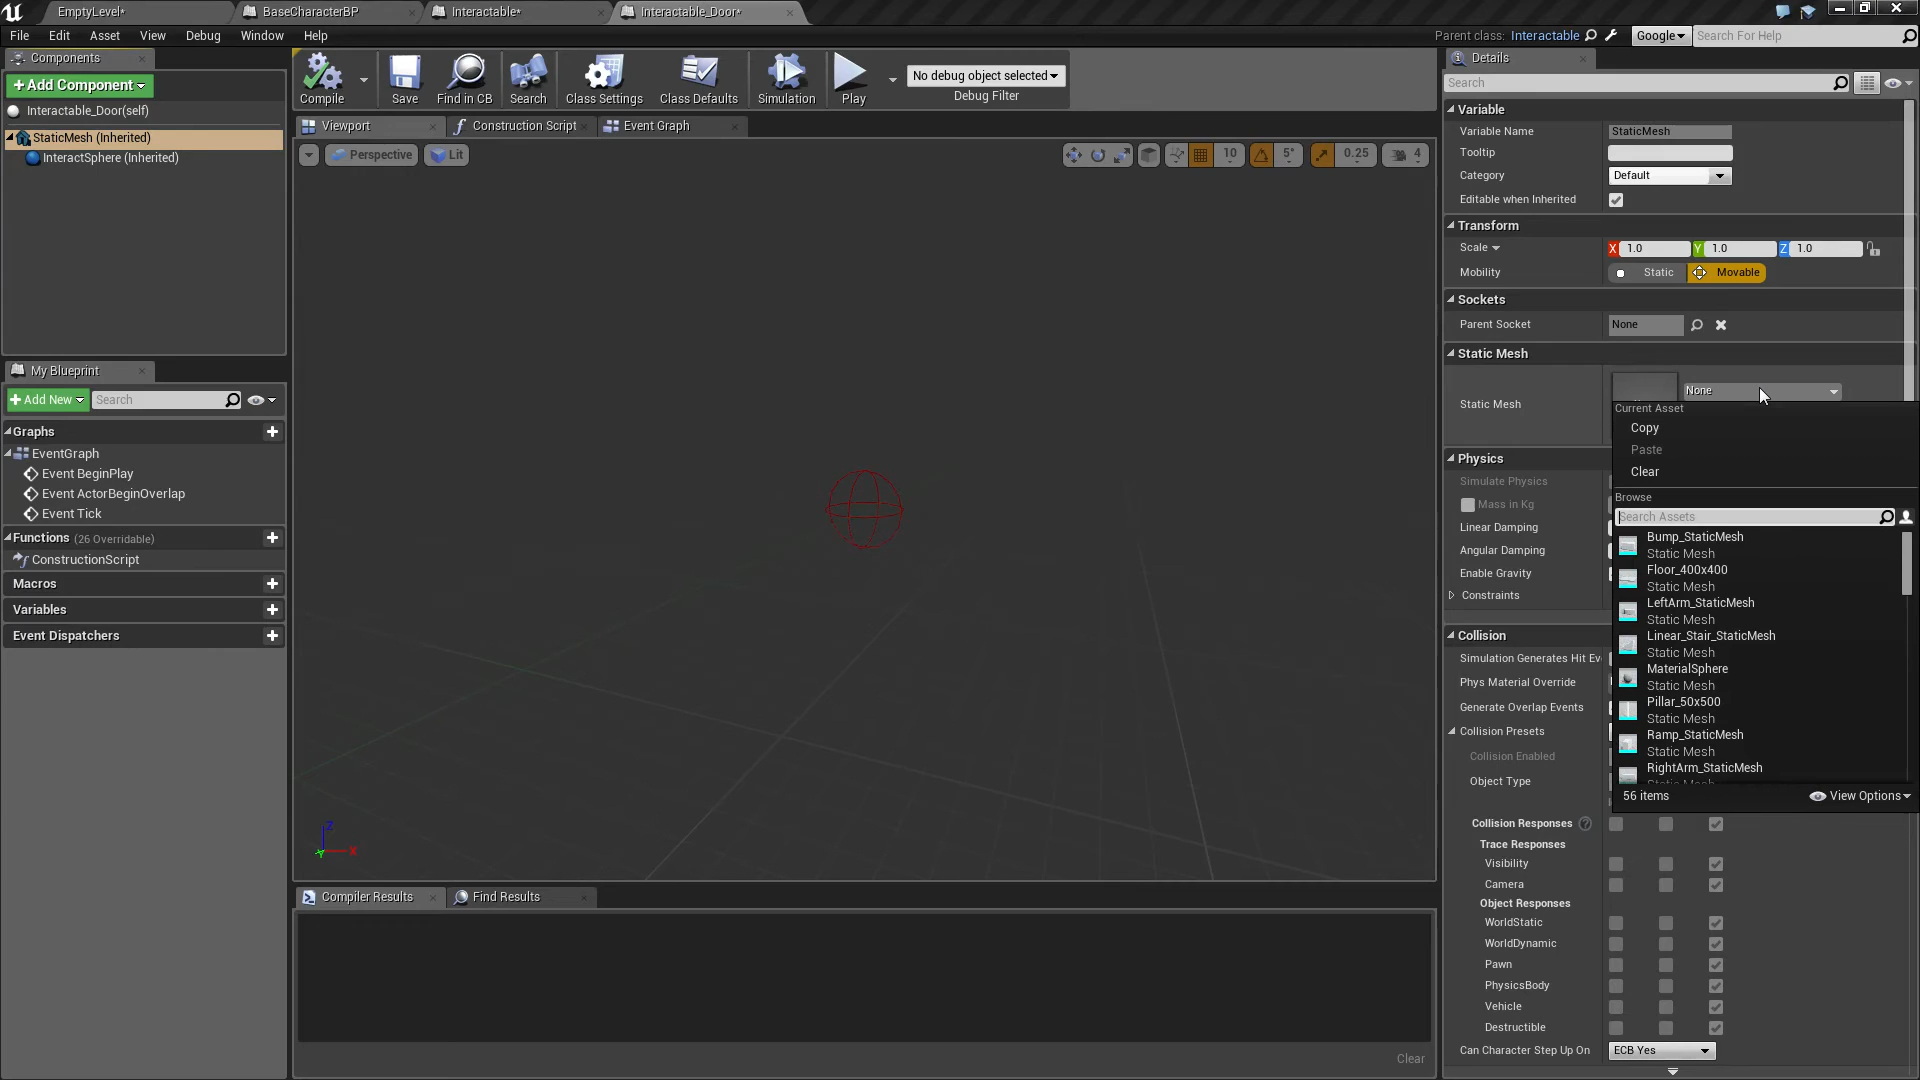 EmptyLevel*
BaseCharacterBP
Interactable*
Interactable_Door*
File Edit Asset View Debug Window Help
Parent class: Interactable
Google
Search For Help
Components
+Add Component
Interactable_Door(self)
StaticMesh (Inherited)
InteractSphere (Inherited)
My Blueprint
+Add New
Search
Graphs
EventGraph
Event BeginPlay
Event ActorBeginOverlap
Event Tick
Functions (26 Overridable)
ConstructionScript
Macros
Variables
Event Dispatchers
Compile
Save
Find in CB
Search
Class Settings
Class Defaults
Simulation
Play
No debug object selected
Debug Filter
Viewport
Construction Script
Event Graph
Perspective
Lit
10
5°
0.25
4
Z
X
Y
Compiler Results
Find Results
Clear
Details
Search
Variable
Variable Name StaticMesh
Tooltip
Category Default
Editable when Inherited
Transform
Scale X 1.0 Y 1.0 Z 1.0
Mobility Static Movable
Sockets
Parent Socket None
Static Mesh
Static Mesh
None
Current Asset
Copy
Paste
Clear
Browse
Search Assets
Bump_StaticMesh
Static Mesh
Floor_400x400
Static Mesh
LeftArm_StaticMesh
Static Mesh
Linear_Stair_StaticMesh
Static Mesh
MaterialSphere
Static Mesh
Pillar_50x500
Static Mesh
Ramp_StaticMesh
Static Mesh
RightArm_StaticMesh
Static Mesh
56 items
View Options
Physics
Simulate Physics
Mass in Kg
Linear Damping
Angular Damping
Enable Gravity
Constraints
Collision
Simulation Generates Hit Ev
Phys Material Override
Generate Overlap Events
Collision Presets
Collision Enabled
Object Type
Collision Responses ?
Trace Responses
Visibility
Camera
Object Responses
WorldStatic
WorldDynamic
Pawn
PhysicsBody
Vehicle
Destructible
Can Character Step Up On ECB Yes